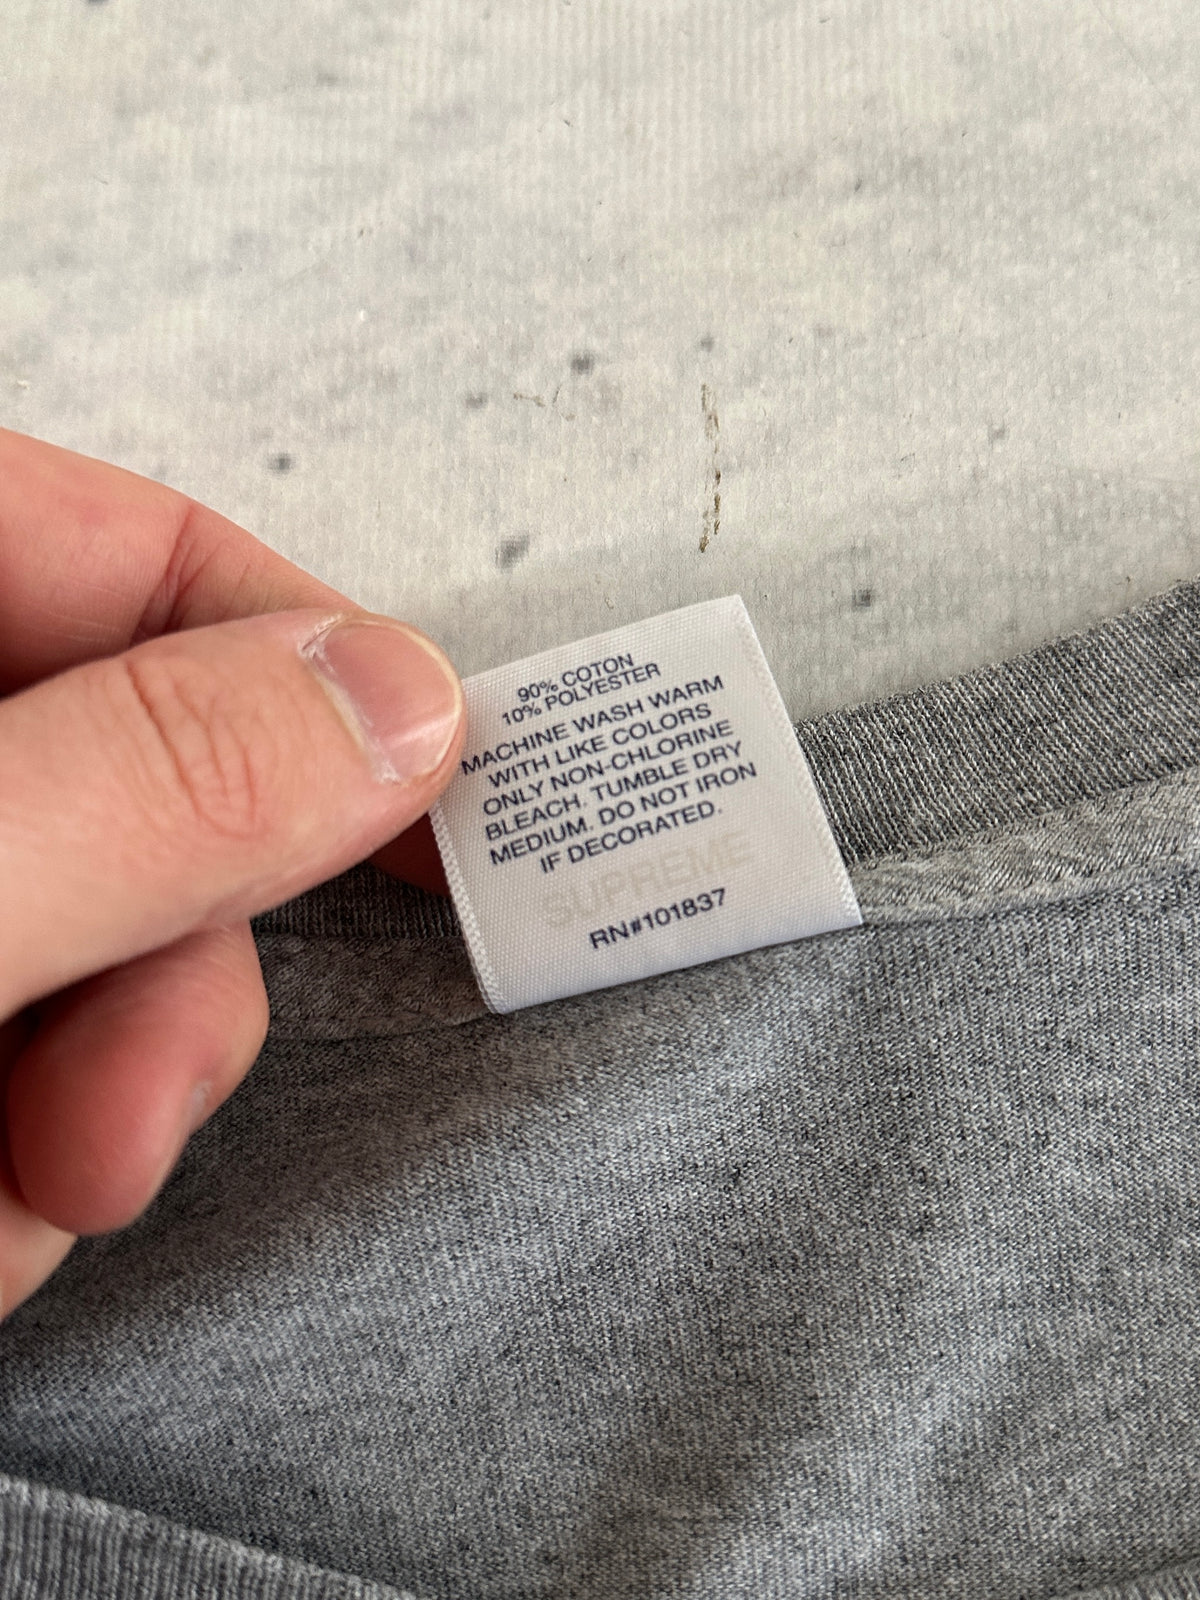 90% COTON
10% POLYESTER
MACHINE WASH WARM
WITH LIKE COLORS
ONLY NON-CHLORINE
BLEACH. TUMBLE DRY
MEDIUM. DO NOT IRON
IF DECORATED.
SUPREME
RN#101837